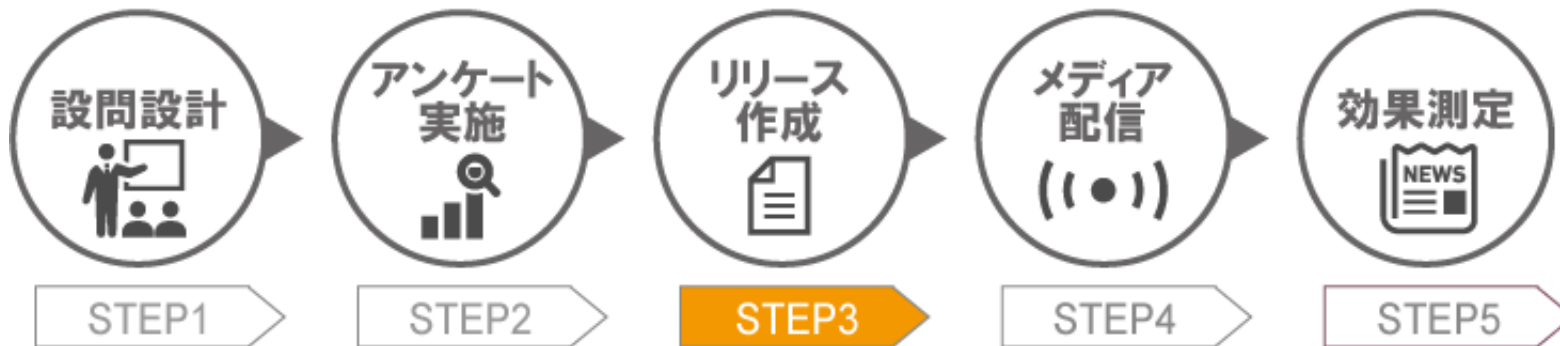 設問設計
アンケート
実施
リリース
作成
メディア
配信
効果測定
NEWS
STEP1
STEP2
STEP3
STEP4
STEP5